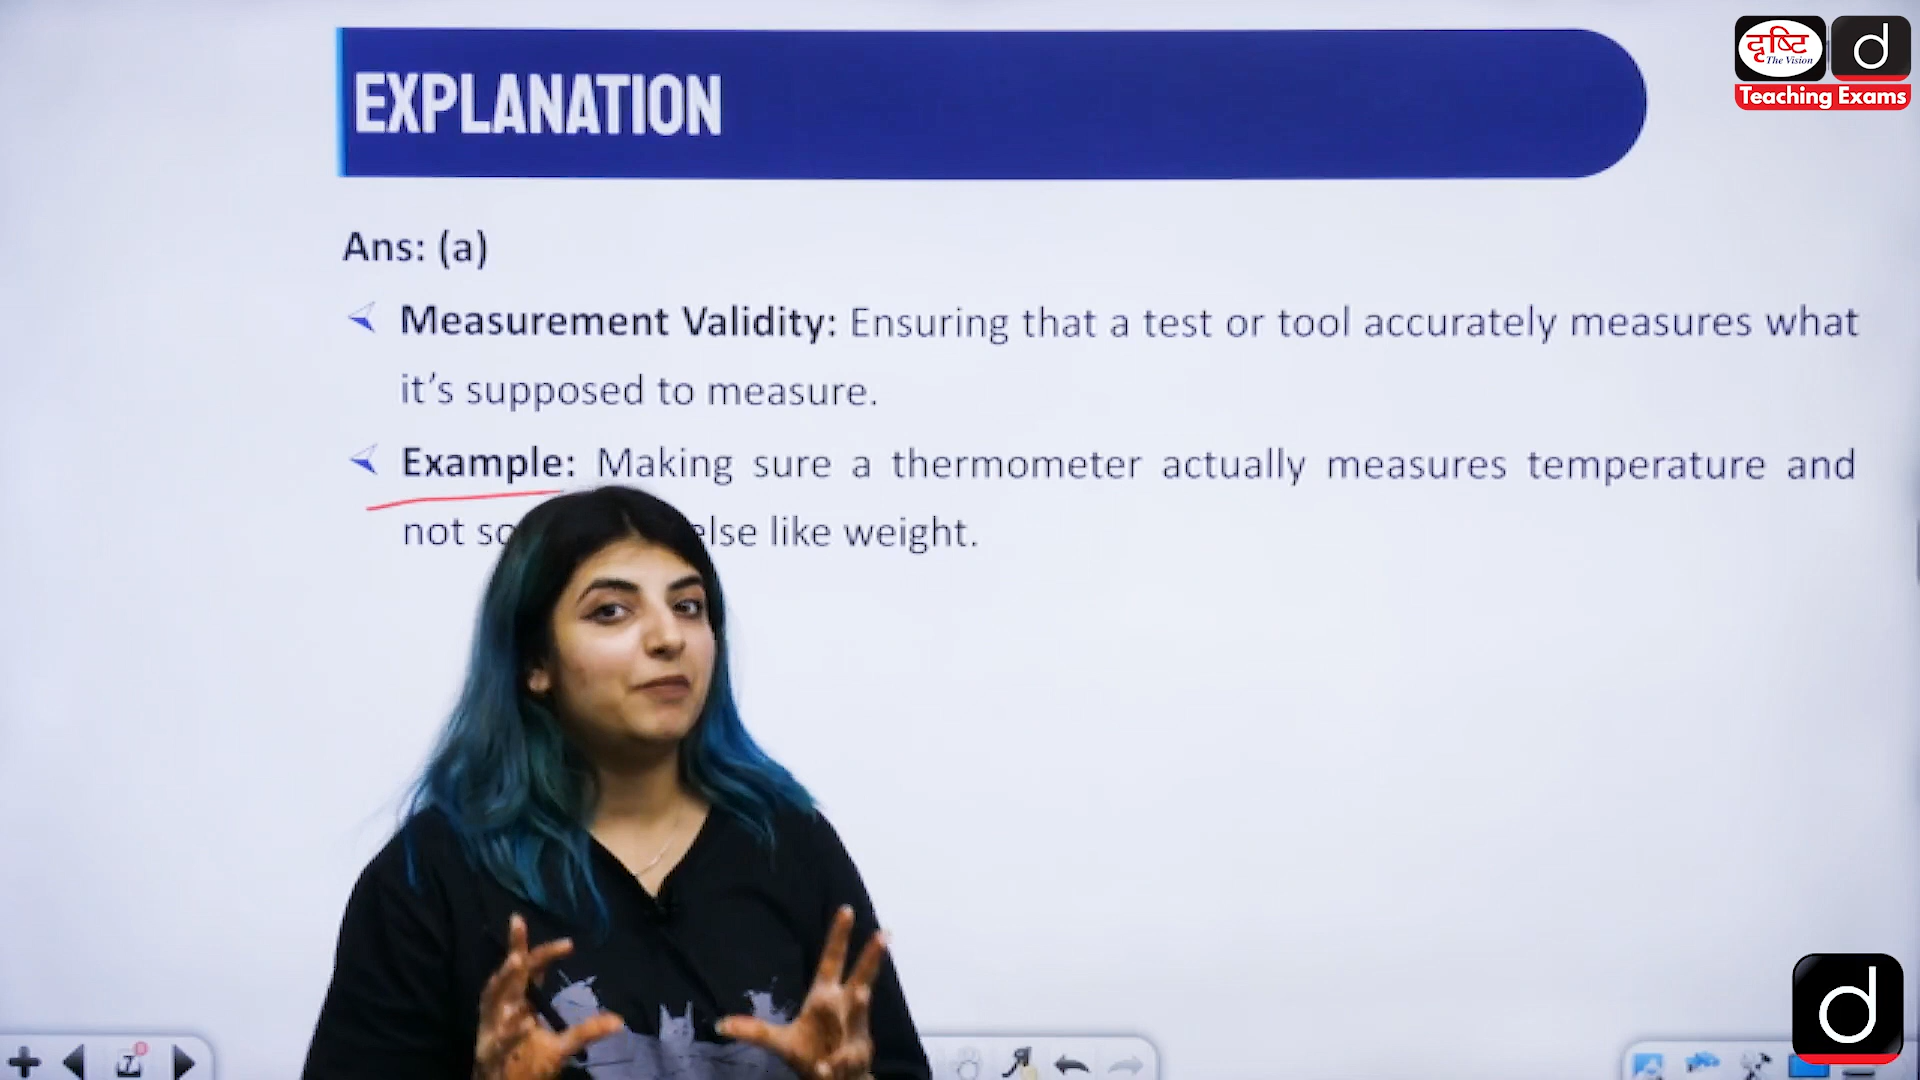 दृष्टि
The Vision
d
Teaching Exams
EXPLANATION
Ans: (a)
Measurement Validity: Ensuring that a test or tool accurately measures what
it's supposed to measure.
Example: Making sure a thermometer actually measures temperature and
not else like weight.
d